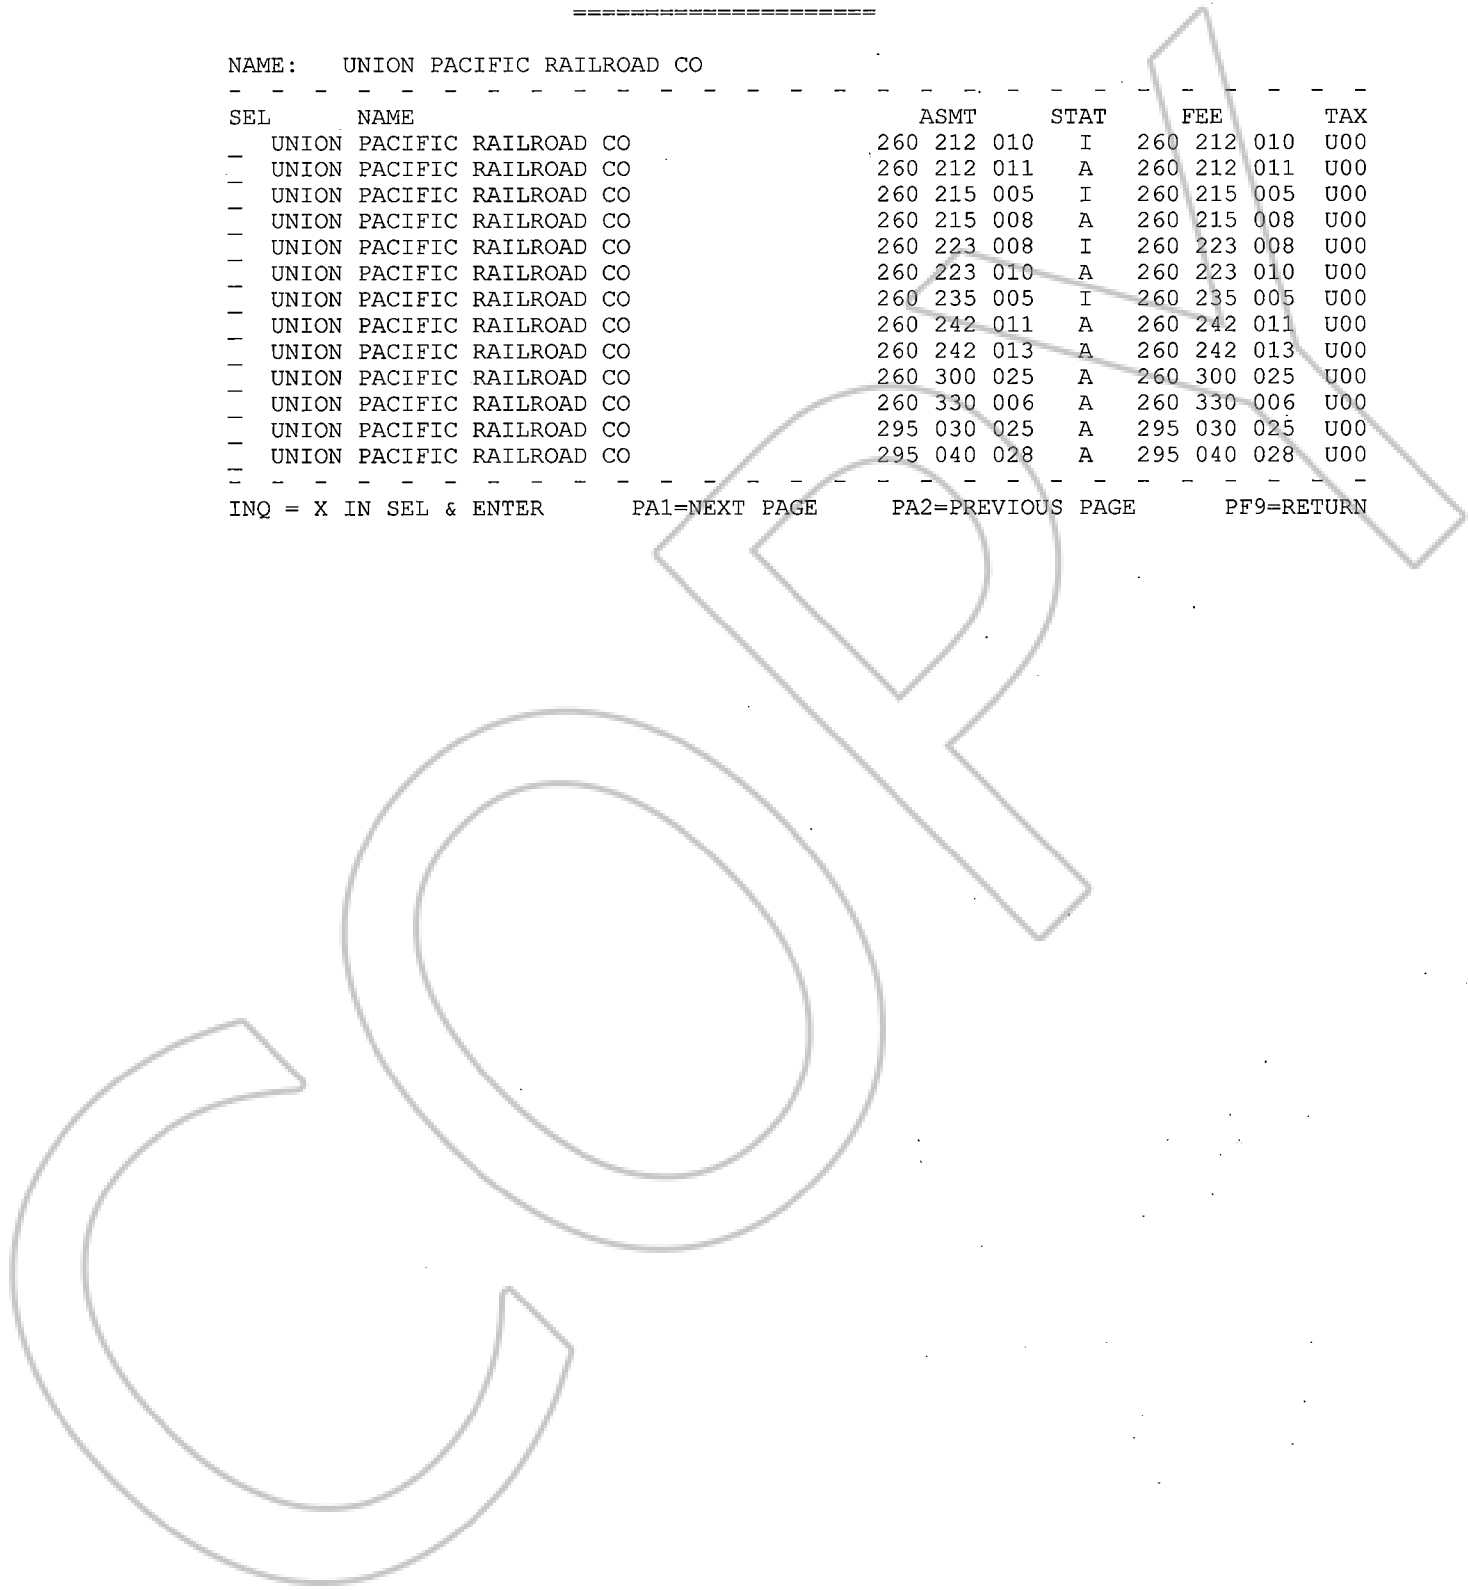 ====================
NAME:   UNION PACIFIC RAILROAD CO
- - - - - - - - - - - - - - - - - - - - - - - - - - -
SEL      NAME                                   ASMT     STAT     FEE       TAX
_  UNION PACIFIC RAILROAD CO                 260 212 010   I   260 212 010  U00
_  UNION PACIFIC RAILROAD CO                 260 212 011   A   260 212 011  U00
_  UNION PACIFIC RAILROAD CO                 260 215 005   I   260 215 005  U00
_  UNION PACIFIC RAILROAD CO                 260 215 008   A   260 215 008  U00
_  UNION PACIFIC RAILROAD CO                 260 223 008   I   260 223 008  U00
_  UNION PACIFIC RAILROAD CO                 260 223 010   A   260 223 010  U00
_  UNION PACIFIC RAILROAD CO                 260 235 005   I   260 235 005  U00
_  UNION PACIFIC RAILROAD CO                 260 242 011   A   260 242 011  U00
_  UNION PACIFIC RAILROAD CO                 260 242 013   A   260 242 013  U00
_  UNION PACIFIC RAILROAD CO                 260 300 025   A   260 300 025  U00
_  UNION PACIFIC RAILROAD CO                 260 330 006   A   260 330 006  U00
_  UNION PACIFIC RAILROAD CO                 295 030 025   A   295 030 025  U00
_  UNION PACIFIC RAILROAD CO                 295 040 028   A   295 040 028  U00
- - - - - - - - - - - - - - - - - - - - - - - - - - -
INQ = X IN SEL & ENTER      PA1=NEXT PAGE     PA2=PREVIOUS PAGE      PF9=RETURN
COPY